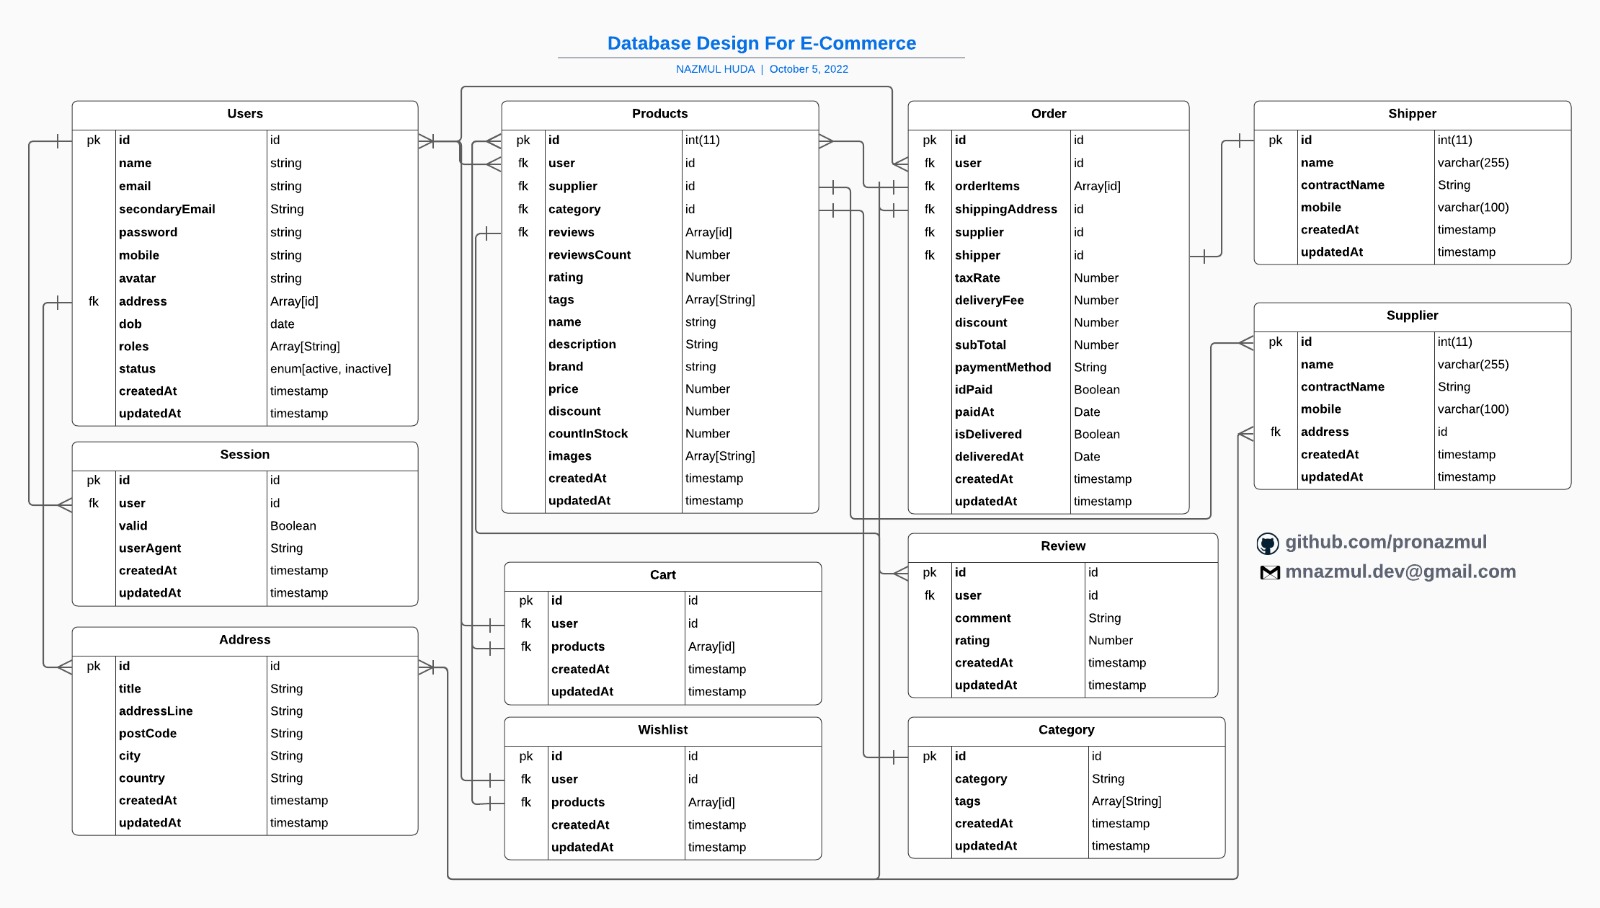 Database Design For E-Commerce
NAZMUL HUDA | October 5, 2022
Users
pk id id
name string
email string
secondaryEmail String
password string
mobile string
avatar string
fk address Array[id]
dob date
roles Array[String]
status enum[active, inactive]
createdAt timestamp
updatedAt timestamp
Session
pk id id
fk user id
valid Boolean
userAgent String
createdAt timestamp
updatedAt timestamp
Address
pk id id
title String
addressLine String
postCode String
city String
country String
createdAt timestamp
updatedAt timestamp
Products
pk id int(11)
fk user id
fk supplier id
fk category id
fk reviews Array[id]
reviewsCount Number
rating Number
tags Array[String]
name string
description String
brand string
price Number
discount Number
countInStock Number
images Array[String]
createdAt timestamp
updatedAt timestamp
Cart
pk id id
fk user id
fk products Array[id]
createdAt timestamp
updatedAt timestamp
Wishlist
pk id id
fk user id
fk products Array[id]
createdAt timestamp
updatedAt timestamp
Order
pk id id
fk user id
fk orderItems Array[id]
fk shippingAddress id
fk supplier id
fk shipper id
taxRate Number
deliveryFee Number
discount Number
subTotal Number
paymentMethod String
idPaid Boolean
paidAt Date
isDelivered Boolean
deliveredAt Date
createdAt timestamp
updatedAt timestamp
Review
pk id id
fk user id
comment String
rating Number
createdAt timestamp
updatedAt timestamp
Category
pk id id
category String
tags Array[String]
createdAt timestamp
updatedAt timestamp
Shipper
pk id int(11)
name varchar(255)
contractName String
mobile varchar(100)
createdAt timestamp
updatedAt timestamp
Supplier
pk id int(11)
name varchar(255)
contractName String
mobile varchar(100)
fk address id
createdAt timestamp
updatedAt timestamp
github.com/pronazmul
mnazmul.dev@gmail.com